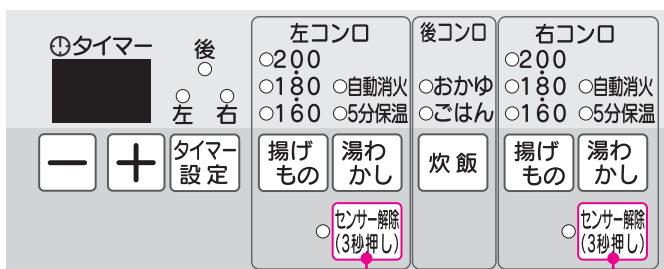 タイマー
後
左 右
− + タイマー設定
左コンロ
200
180 自動消火
160 5分保温
揚げもの 湯わかし
センサー解除
(3秒押し)
後コンロ
おかゆ
ごはん
炊飯
右コンロ
200
180 自動消火
160 5分保温
揚げもの 湯わかし
センサー解除
(3秒押し)